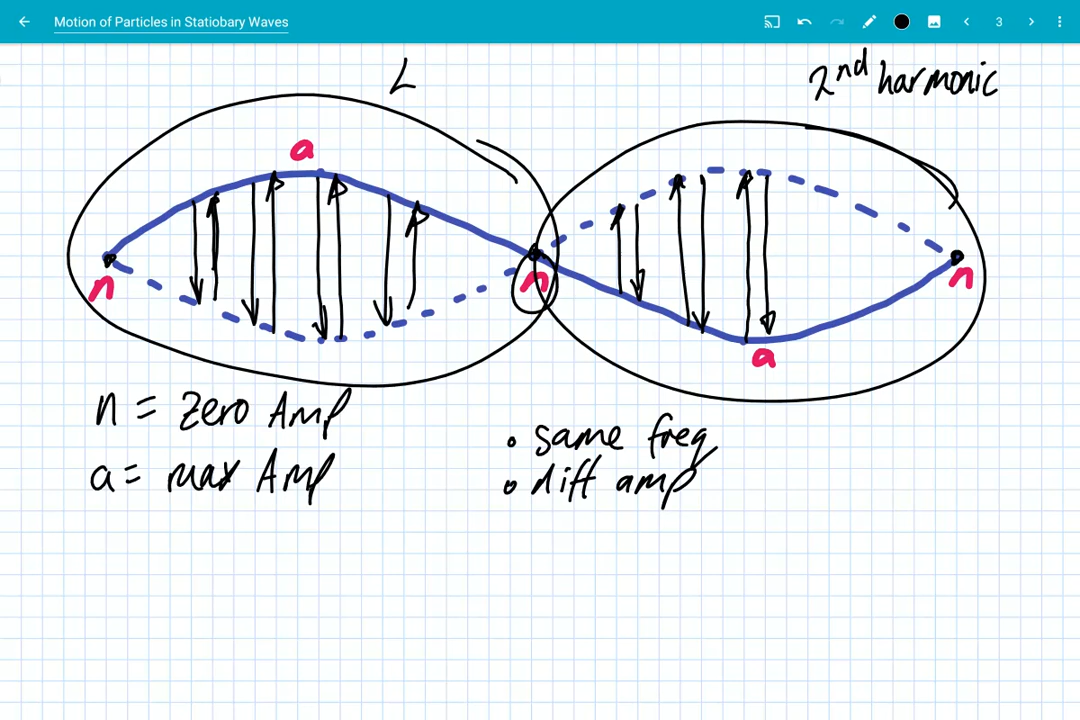 Motion of Particles in Statiobary Waves
3
L
2nd harmonic
a
n
n
n
a
n = Zero Amp
a = max Amp
• same freq
• diff amp